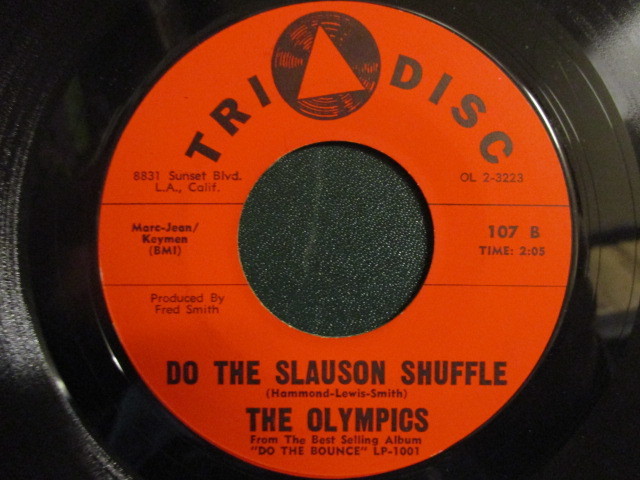 TRI DISC
8831 Sunset Blvd.
L.A., Calif.
OL 2-3223
Marc-Jean/
Keymen
(BMI)
107 B
TIME: 2:05
Produced By
Fred Smith
DO THE SLAUSON SHUFFLE
(Hammond-Lewis-Smith)
THE OLYMPICS
From The Best Selling Album
"DO THE BOUNCE" LP-1001